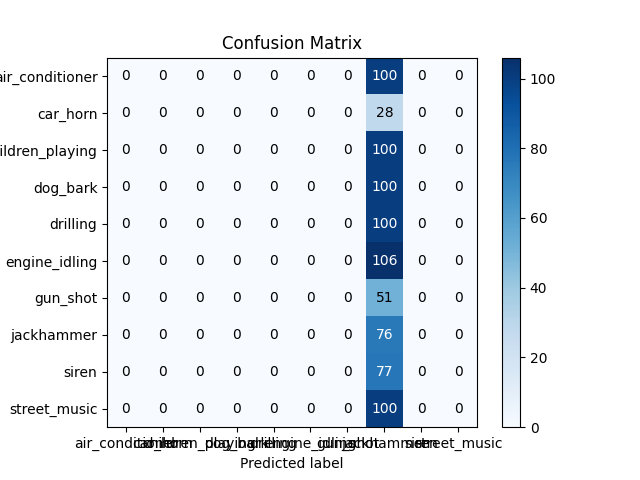 Confusion Matrix
air_conditioner 0 0 0 0 0 0 0 100 0 0
car_horn 0 0 0 0 0 0 0 28 0 0
ildren_playing 0 0 0 0 0 0 0 100 0 0
dog_bark 0 0 0 0 0 0 0 100 0 0
drilling 0 0 0 0 0 0 0 100 0 0
engine_idling 0 0 0 0 0 0 0 106 0 0
gun_shot 0 0 0 0 0 0 0 51 0 0
jackhammer 0 0 0 0 0 0 0 76 0 0
siren 0 0 0 0 0 0 0 77 0 0
street_music 0 0 0 0 0 0 0 100 0 0
street_music
Predicted label
100
80
60
40
20
0